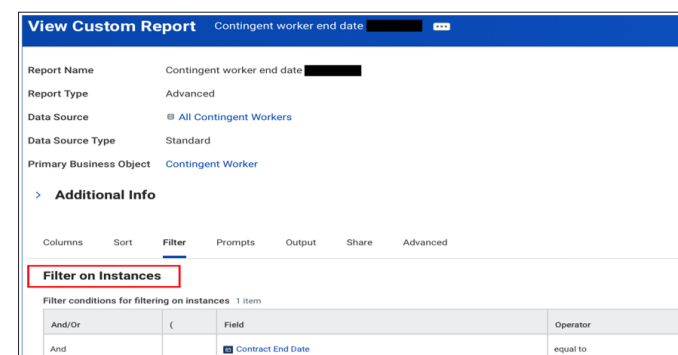 View Custom Report Contingent worker end date
Report Name Contingent worker end date
Report Type Advanced
Data Source All Contingent Workers
Data Source Type Standard
Primary Business Object Contingent Worker
> Additional Info
Columns Sort Filter Prompts Output Share Advanced
Filter on Instances
Filter conditions for filtering on instances 1 item
And/Or ( Field Operator
And Contract End Date equal to